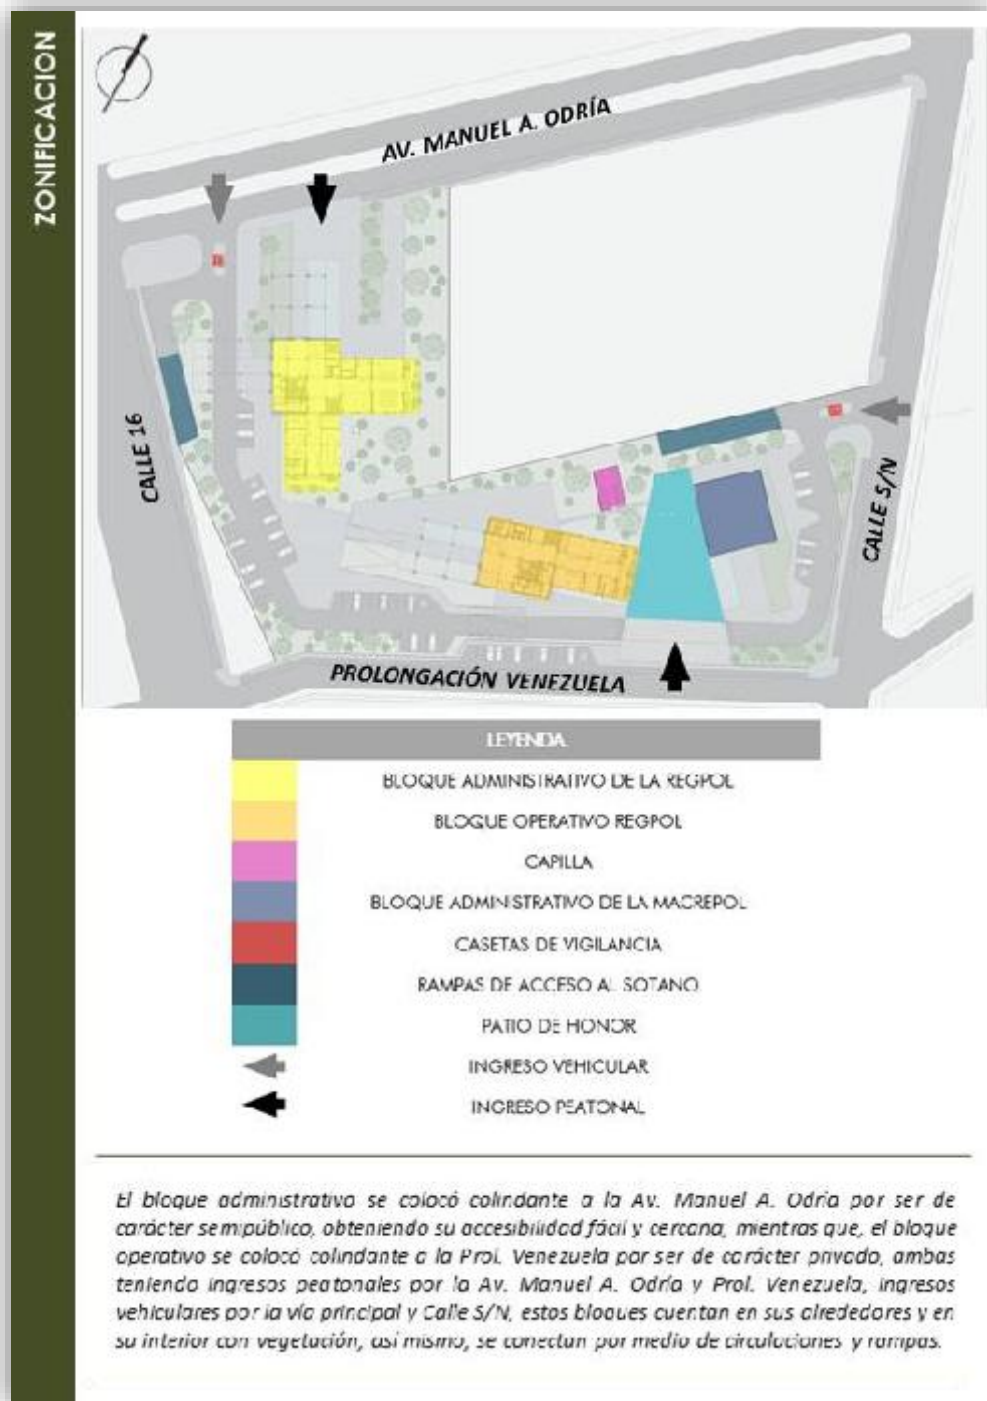 ZONIFICACION
AV. MANUEL A. ODRÍA
CALLE 16
CALLE S/N
PROLONGACIÓN VENEZUELA
LEYENDA
BLOQUE ADMINISTRATIVO DE LA REGPOL
BLOQUE OPERATIVO REGPOL
CAPILLA
BLOQUE ADMINISTRATIVO DE LA MACREPOL
CASETAS DE VIGILANCIA
RAMPAS DE ACCESO AL SOTANO
PATIO DE HONOR
INGRESO VEHICULAR
INGRESO PEATONAL
El bloque administrativo se colocó colindante a la Av. Manuel A. Odría por ser de
carácter semipúblico, obteniendo su accesibilidad fácil y cercana, mientras que, el bloque
operativo se colocó colindante a la Prol. Venezuela por ser de carácter privado, ambas
teniendo ingresos peatonales por la Av. Manuel A. Odría y Prol. Venezuela, ingresos
vehiculares por la vía principal y Calle S/N, estos bloques cuentan en sus alrededores y en
su interior con vegetación, así mismo, se conectan por medio de circulaciones y rampas.